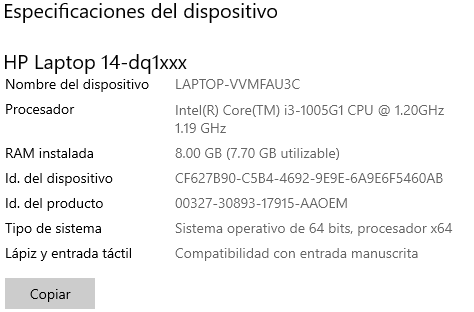 Especificaciones del dispositivo
HP Laptop 14-dq1xxx
Nombre del dispositivo LAPTOP-VVMFAU3C
Procesador Intel(R) Core(TM) i3-1005G1 CPU @ 1.20GHz
1.19 GHz
RAM instalada 8.00 GB (7.70 GB utilizable)
Id. del dispositivo CF627B90-C5B4-4692-9E9E-6A9E6F5460AB
Id. del producto 00327-30893-17915-AAOEM
Tipo de sistema Sistema operativo de 64 bits, procesador x64
Lápiz y entrada táctil Compatibilidad con entrada manuscrita
Copiar